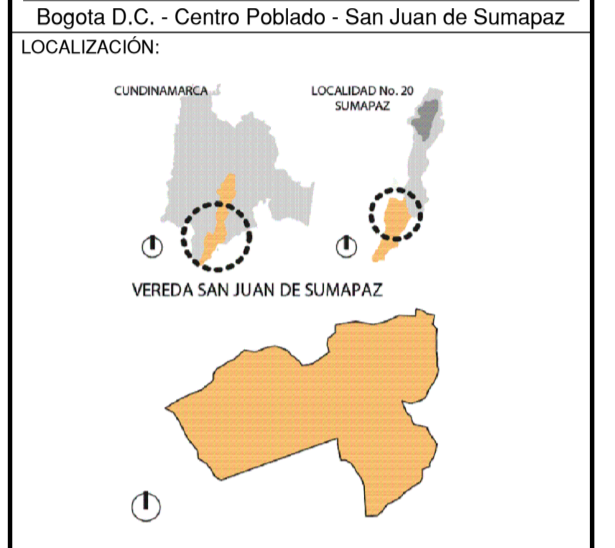 Bogota D.C. - Centro Poblado - San Juan de Sumapaz
LOCALIZACIÓN:
CUNDINAMARCA
LOCALIDAD No. 20
SUMAPAZ
VEREDA SAN JUAN DE SUMAPAZ